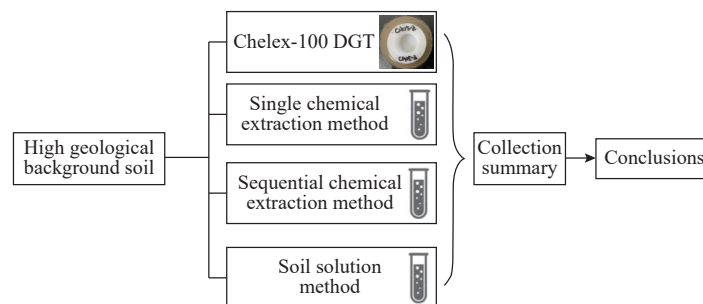 High geological
background soil
Chelex-100 DGT
Single chemical
extraction method
Sequential chemical
extraction method
Soil solution
method
Collection
summary
Conclusions